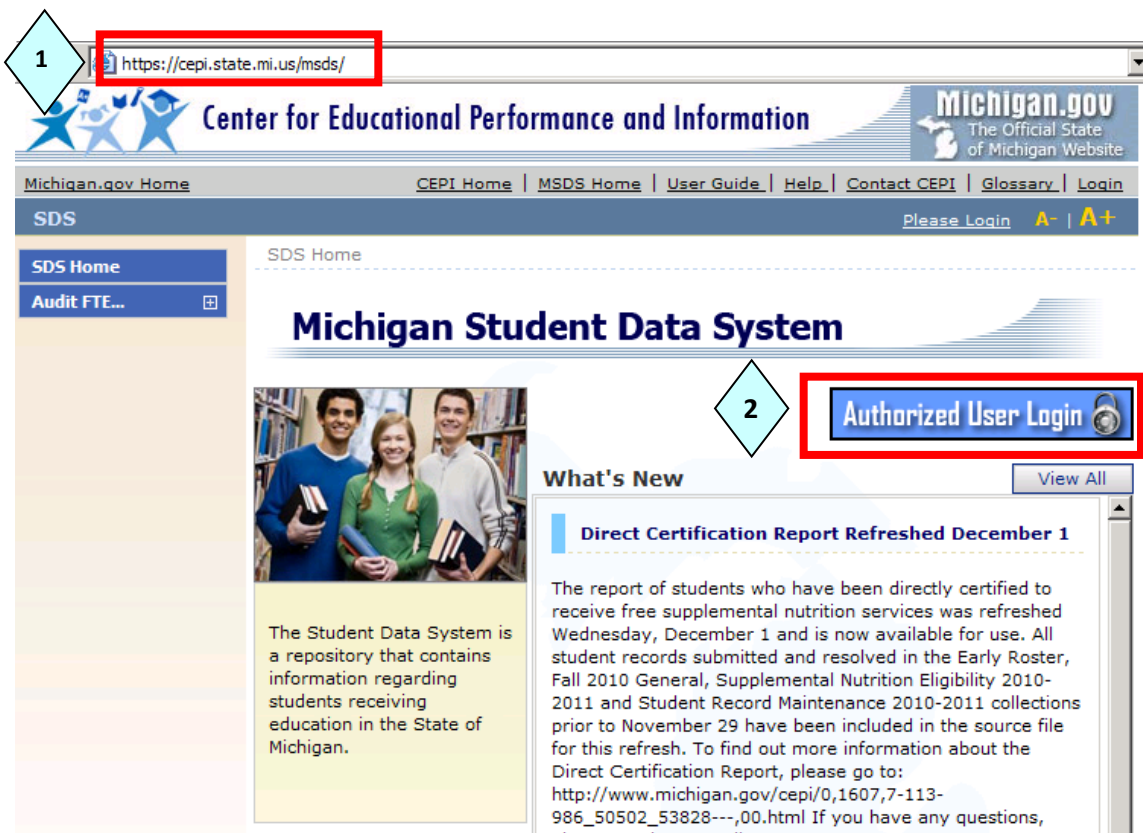 1
https://cepi.state.mi.us/msds/
Center for Educational Performance and Information
Michigan.gov
The Official State
of Michigan Website
Michigan.gov Home
CEPI Home | MSDS Home | User Guide | Help | Contact CEPI | Glossary | Login
SDS
Please Login A- | A+
SDS Home
Audit FTE...
SDS Home
Michigan Student Data System
2
Authorized User Login
The Student Data System is
a repository that contains
information regarding
students receiving
education in the State of
Michigan.
What's New
View All
Direct Certification Report Refreshed December 1
The report of students who have been directly certified to
receive free supplemental nutrition services was refreshed
Wednesday, December 1 and is now available for use. All
student records submitted and resolved in the Early Roster,
Fall 2010 General, Supplemental Nutrition Eligibility 2010-
2011 and Student Record Maintenance 2010-2011 collections
prior to November 29 have been included in the source file
for this refresh. To find out more information about the
Direct Certification Report, please go to:
http://www.michigan.gov/cepi/0,1607,7-113-
986_50502_53828---,00.html If you have any questions,